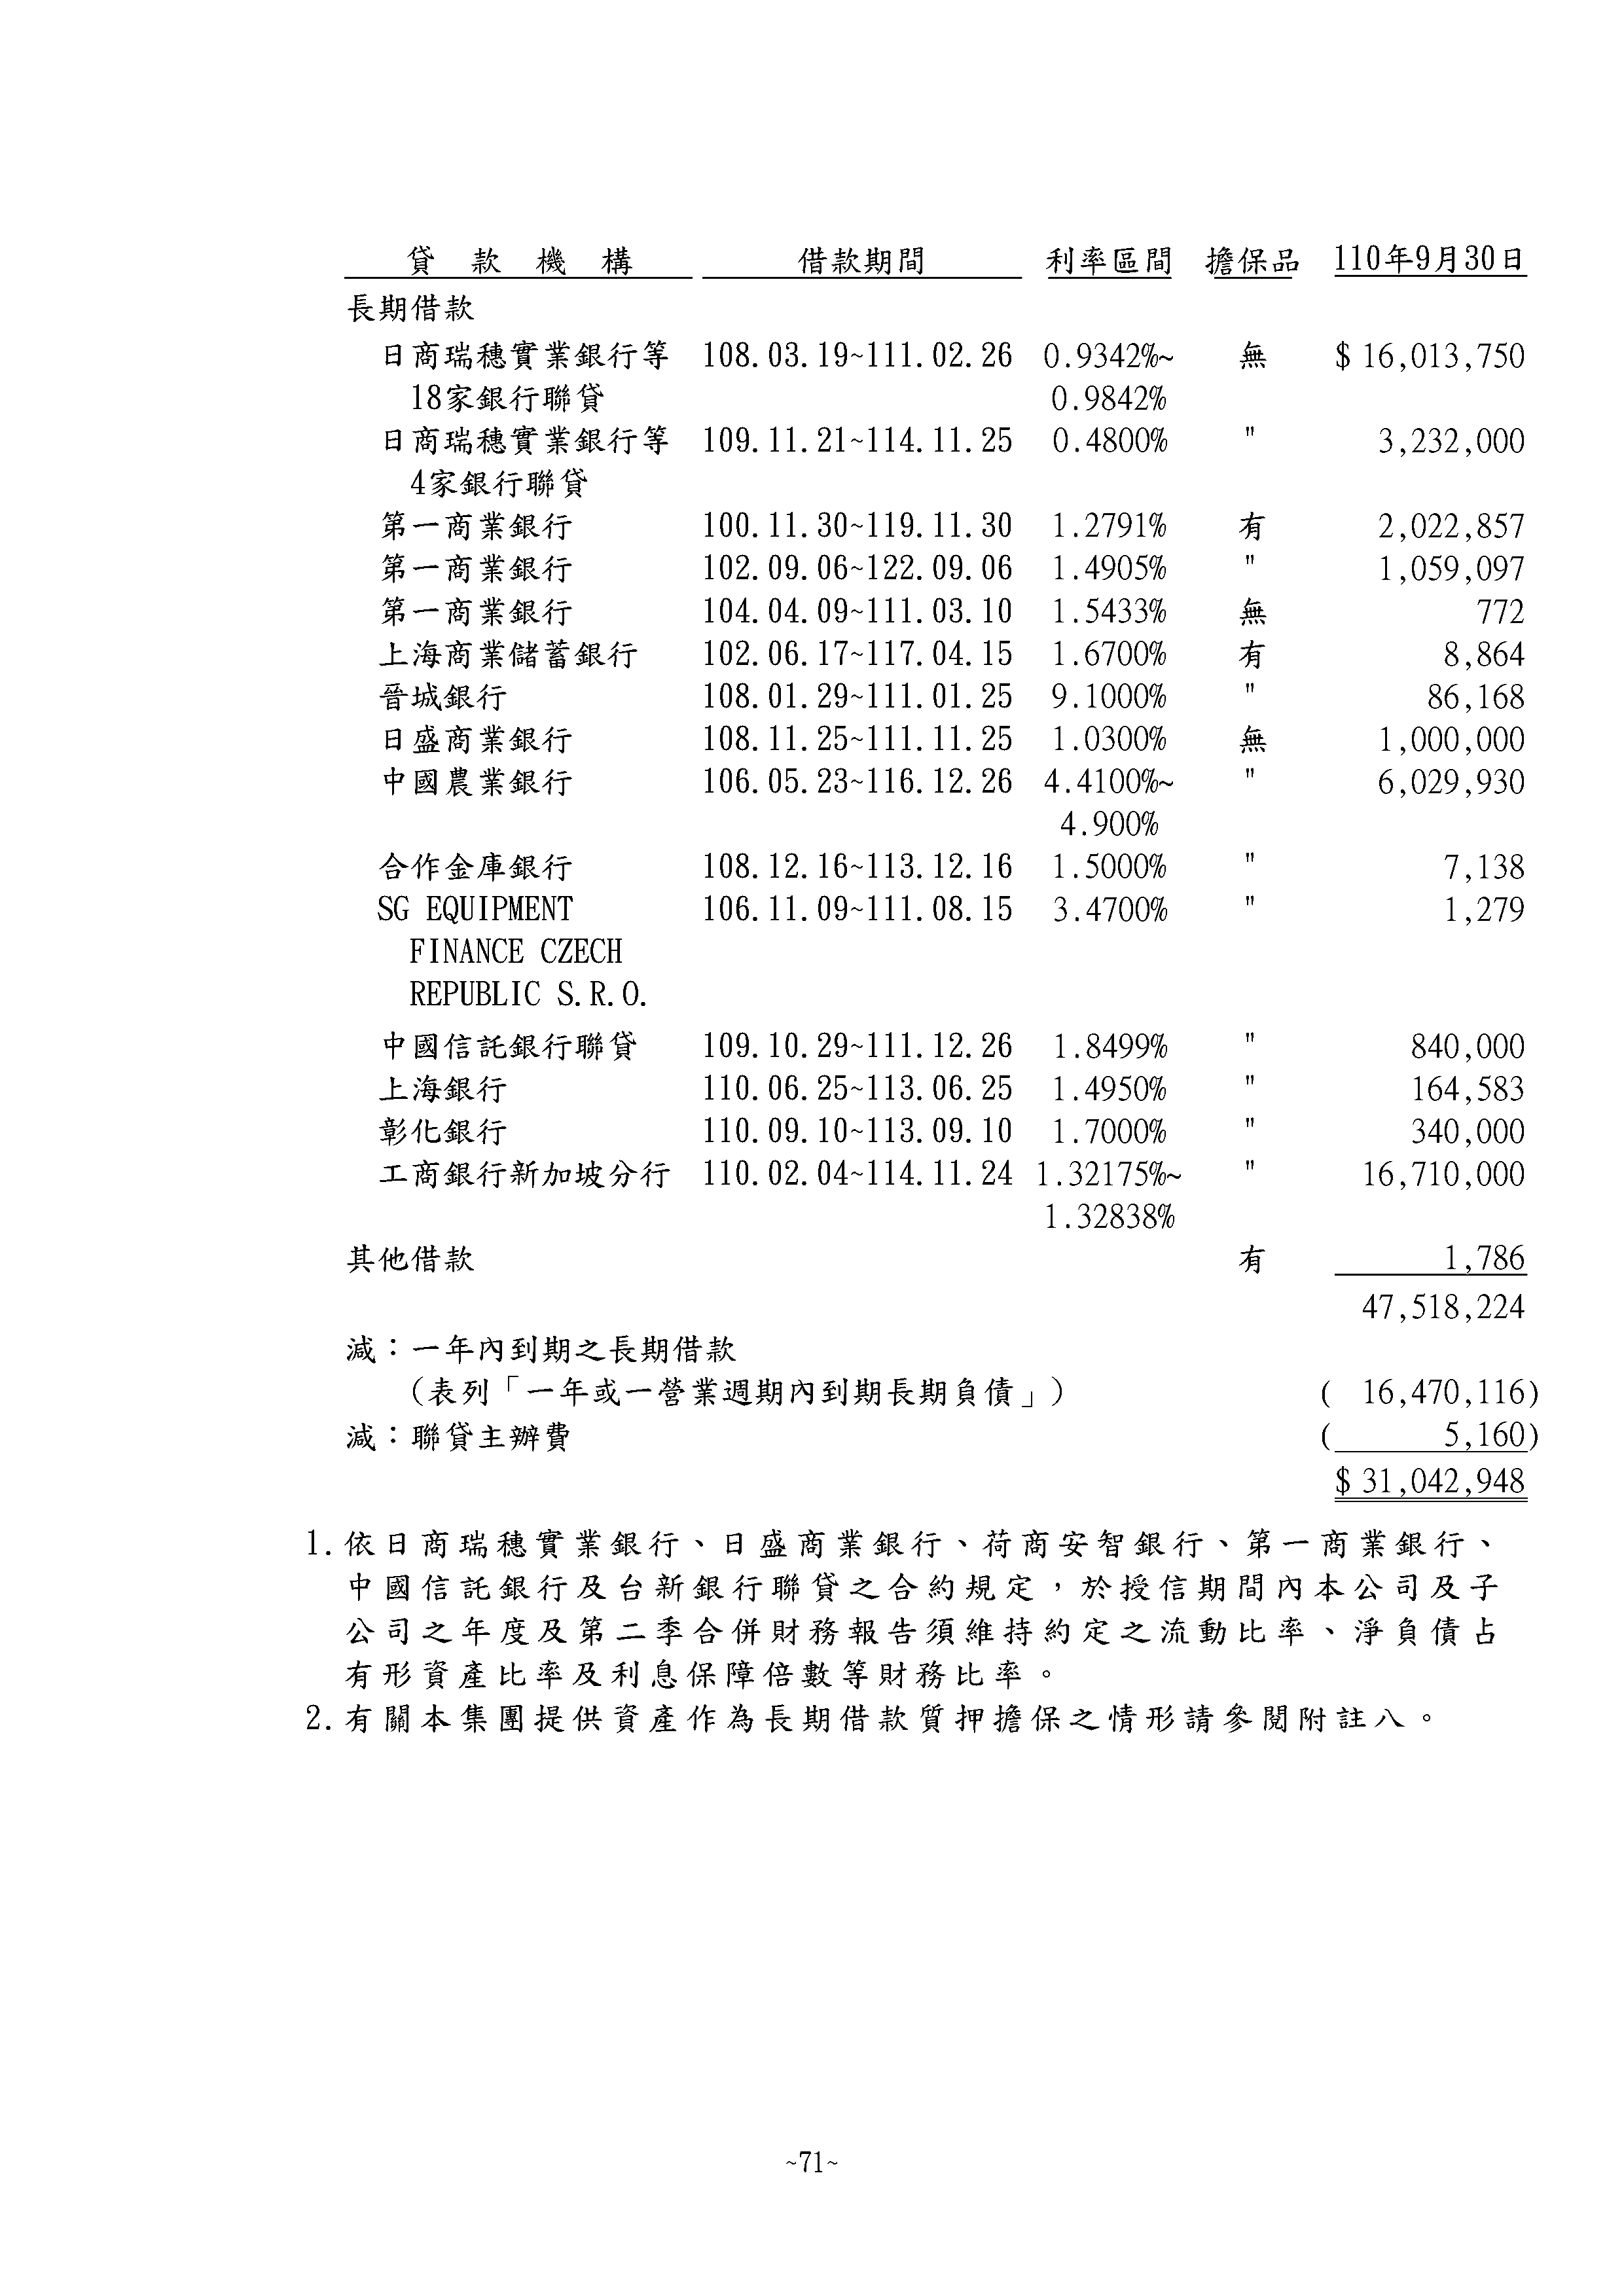 貸 款 機 構 借款期間 利率區間 擔保品 110年9月30日
長期借款
日商瑞穗實業銀行等 108.03.19~111.02.26 0.9342%~ 無 $ 16,013,750
18家銀行聯貸 0.9842%
日商瑞穗實業銀行等 109.11.21~114.11.25 0.4800% " 3,232,000
4家銀行聯貸
第一商業銀行 100.11.30~119.11.30 1.2791% 有 2,022,857
第一商業銀行 102.09.06~122.09.06 1.4905% " 1,059,097
第一商業銀行 104.04.09~111.03.10 1.5433% 無 772
上海商業儲蓄銀行 102.06.17~117.04.15 1.6700% 有 8,864
晉城銀行 108.01.29~111.01.25 9.1000% " 86,168
日盛商業銀行 108.11.25~111.11.25 1.0300% 無 1,000,000
中國農業銀行 106.05.23~116.12.26 4.4100%~ " 6,029,930
4.900%
合作金庫銀行 108.12.16~113.12.16 1.5000% " 7,138
SG EQUIPMENT 106.11.09~111.08.15 3.4700% " 1,279
FINANCE CZECH
REPUBLIC S.R.O.
中國信託銀行聯貸 109.10.29~111.12.26 1.8499% " 840,000
上海銀行 110.06.25~113.06.25 1.4950% " 164,583
彰化銀行 110.09.10~113.09.10 1.7000% " 340,000
工商銀行新加坡分行 110.02.04~114.11.24 1.32175%~ " 16,710,000
1.32838%
其他借款 有 1,786
47,518,224
減：一年內到期之長期借款
（表列「一年或一營業週期內到期長期負債」） ( 16,470,116)
減：聯貸主辦費 ( 5,160)
$ 31,042,948
1.依日商瑞穗實業銀行、日盛商業銀行、荷商安智銀行、第一商業銀行、
中國信託銀行及台新銀行聯貸之合約規定，於授信期間內本公司及子
公司之年度及第二季合併財務報告須維持約定之流動比率、淨負債占
有形資產比率及利息保障倍數等財務比率。
2.有關本集團提供資產作為長期借款質押擔保之情形請參閱附註八。
~71~